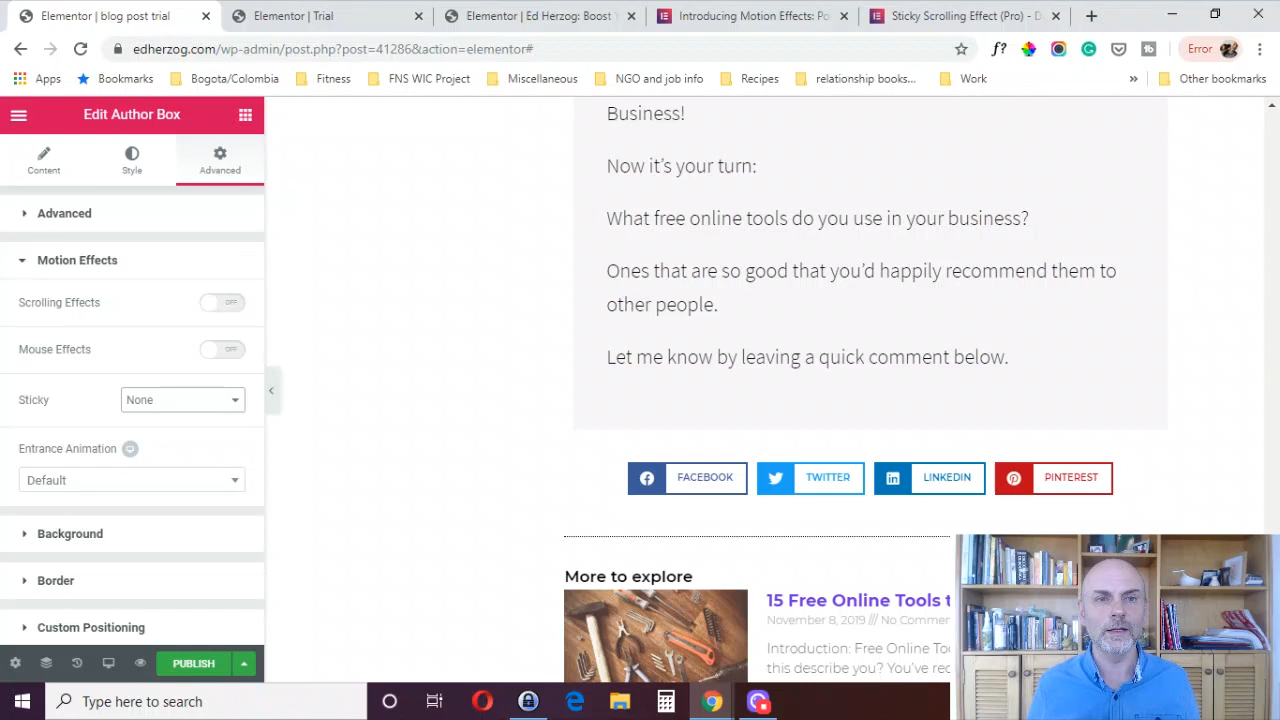 Elementor | blog post trial
Elementor | Trial
Elementor | Ed Herzog: Boost
Introducing Motion Effects: Po
Sticky Scrolling Effect (Pro) - D
edherzog.com/wp-admin/post.php?post=41286&action=elementor#
f?
Error
Apps
Bookmarks
Bogota/Colombia
Fitness
FNS WIC Project
Miscellaneous
NGO and job info
Recipes
relationship books...
Work
»
Other bookmarks
Edit Author Box
Content
Style
Advanced
Advanced
Motion Effects
Scrolling Effects
OFF
Mouse Effects
OFF
Sticky
None
Entrance Animation
Default
Background
Border
Custom Positioning
PUBLISH
Business!
Now it's your turn:
What free online tools do you use in your business?
Ones that are so good that you'd happily recommend them to
other people.
Let me know by leaving a quick comment below.
FACEBOOK
TWITTER
LINKEDIN
PINTEREST
More to explore
15 Free Online Tools t
November 8, 2019 /// No Commen
Introduction: Free Online Too
this describe you? You've rec
Type here to search